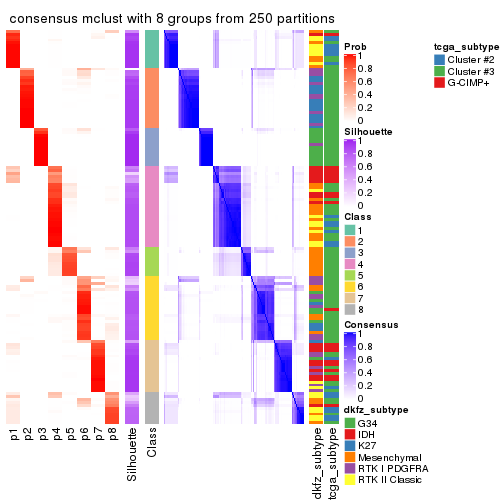 consensus mclust with 8 groups from 250 partitions
Prob
0.8
0.6
0.4
0.2
0
Silhouette
1
0.8
0.6
0.4
0.2
0
Class
1
2
3
4
5
6
7
8
Consensus
1
0.8
0.6
0.4
0.2
0
dkfz_subtype
G34
IDH
K27
Mesenchymal
RTK I PDGFRA
RTK II Classic
tcga_subtype
Cluster #2
Cluster #3
G-CIMP+
p1
p2
p3
p4
p5
p6
p7
p8
Silhouette
Class
dkfz_subtype
tcga_subtype